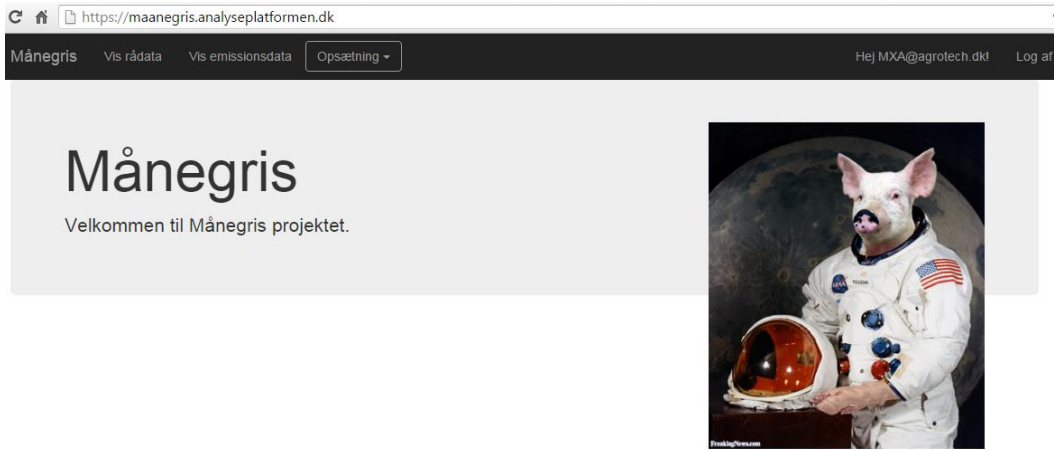 https://maanegris.analyseplatformen.dk
Månegris Vis rådata Vis emissionsdata Opsætning Hej MXA@agrotech.dk! Log af
Månegris
Velkommen til Månegris projektet.
NASA
FreakingNews.com